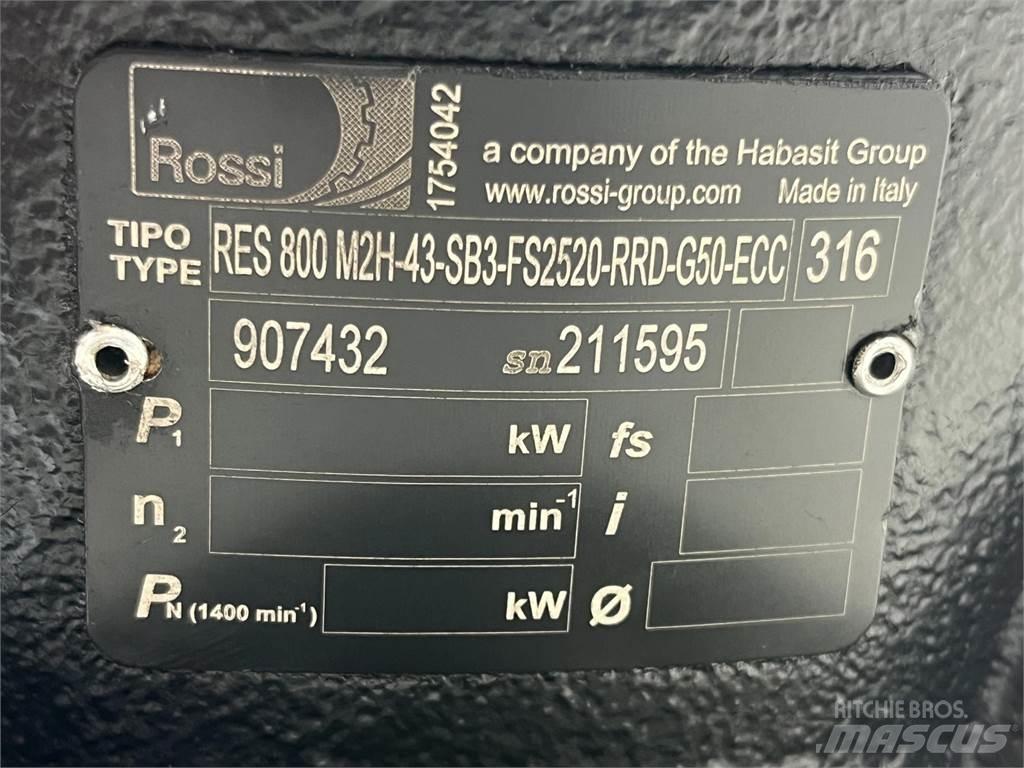 Rossi
1754042
a company of the Habasit Group
www.rossi-group.com Made in Italy
TIPO
TYPE
RES 800 M2H-43-SB3-FS2520-RRD-G50-ECC 316
907432 sn 211595
P1 kW fs
n2 min-1 i
PN (1400 min-1) kW Ø
RITCHIE BROS.
MASCUS